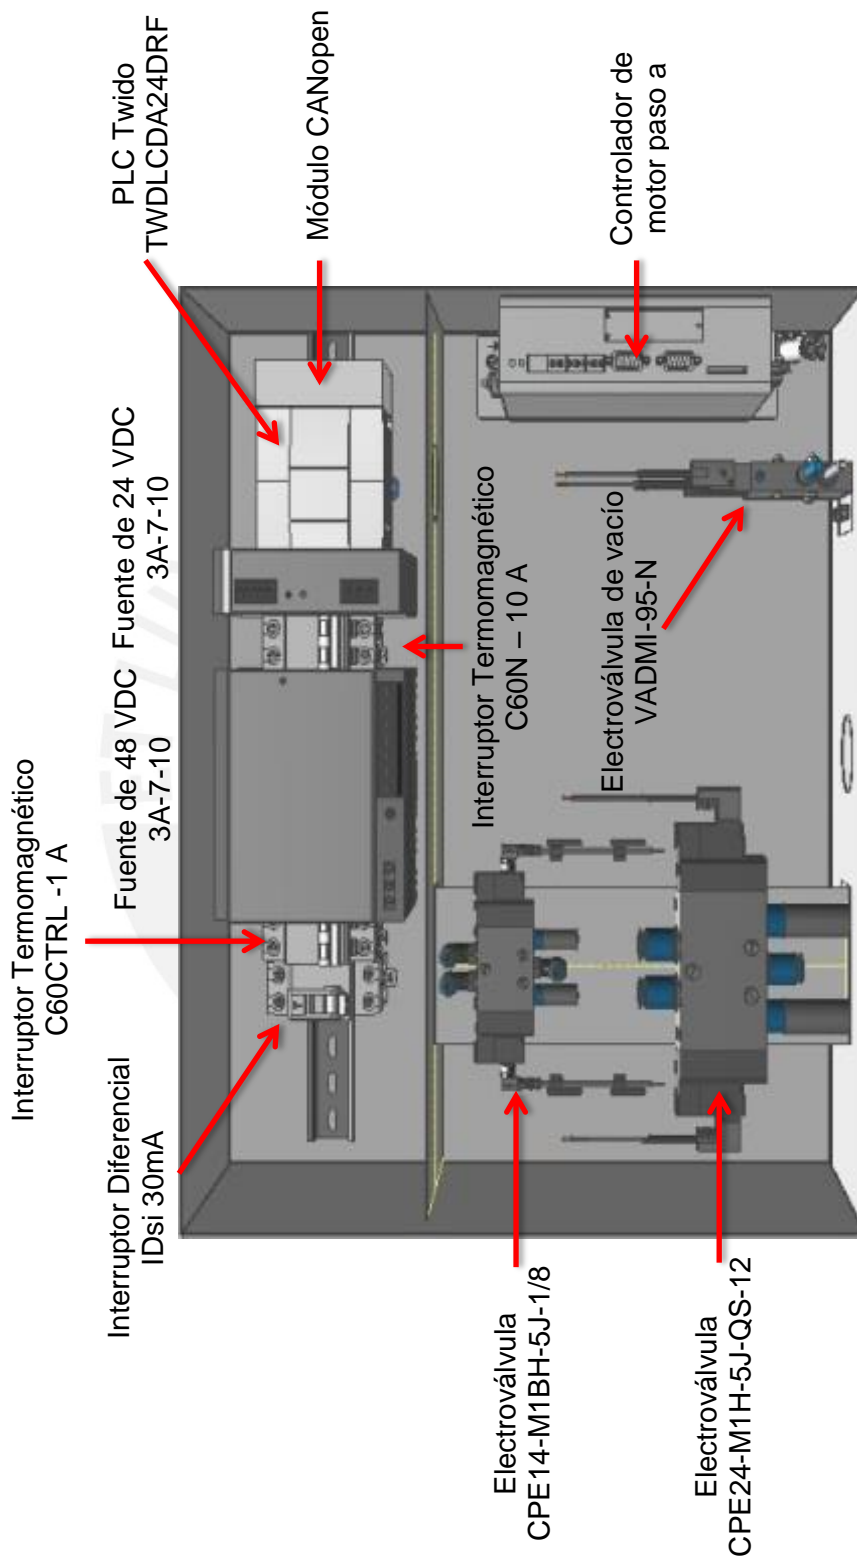 Interruptor Termomagnético
C60CTRL -1 A
Interruptor Diferencial
IDsi 30mA
Fuente de 48 VDC
3A-7-10
Fuente de 24 VDC
3A-7-10
PLC Twido
TWDLCDA24DRF
Módulo CANopen
Interruptor Termomagnético
C60N – 10 A
Electroválvula
CPE14-M1BH-5J-1/8
Electroválvula
CPE24-M1H-5J-QS-12
Electroválvula de vacío
VADMI-95-N
Controlador de
motor paso a